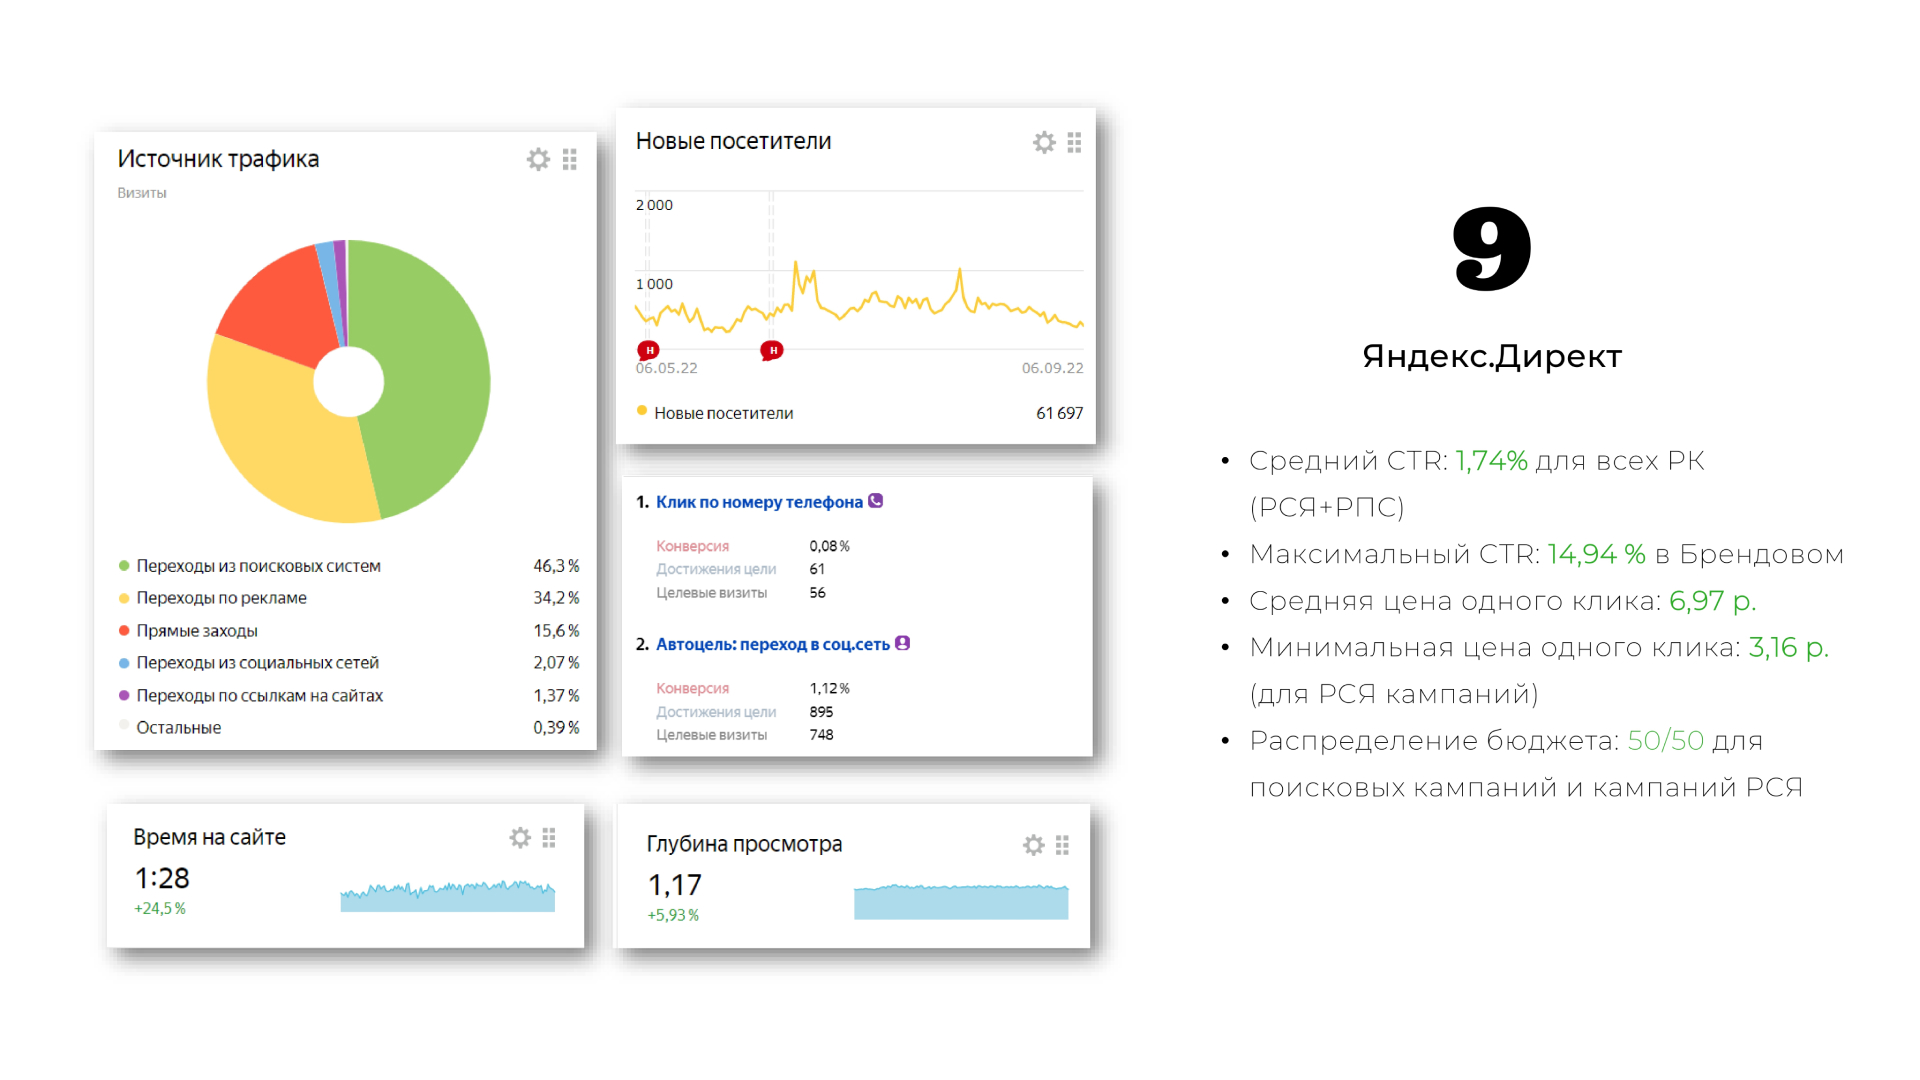 Источник трафика
Визиты
Переходы из поисковых систем 46,3 %
Переходы по рекламе 34,2 %
Прямые заходы 15,6 %
Переходы из социальных сетей 2,07 %
Переходы по ссылкам на сайтах 1,37 %
Остальные 0,39 %
Новые посетители
2 000
1 000
Н Н
06.05.22 06.09.22
Новые посетители 61 697
1. Клик по номеру телефона
Конверсия 0,08 %
Достижения цели 61
Целевые визиты 56
2. Автоцель: переход в соц.сеть
Конверсия 1,12 %
Достижения цели 895
Целевые визиты 748
Время на сайте
1:28
+24,5 %
Глубина просмотра
1,17
+5,93 %
9
Яндекс.Директ
• Средний CTR: 1,74% для всех РК
(РСЯ+РПС)
• Максимальный CTR: 14,94 % в Брендовом
• Средняя цена одного клика: 6,97 р.
• Минимальная цена одного клика: 3,16 р.
(для РСЯ кампаний)
• Распределение бюджета: 50/50 для
поисковых кампаний и кампаний РСЯ